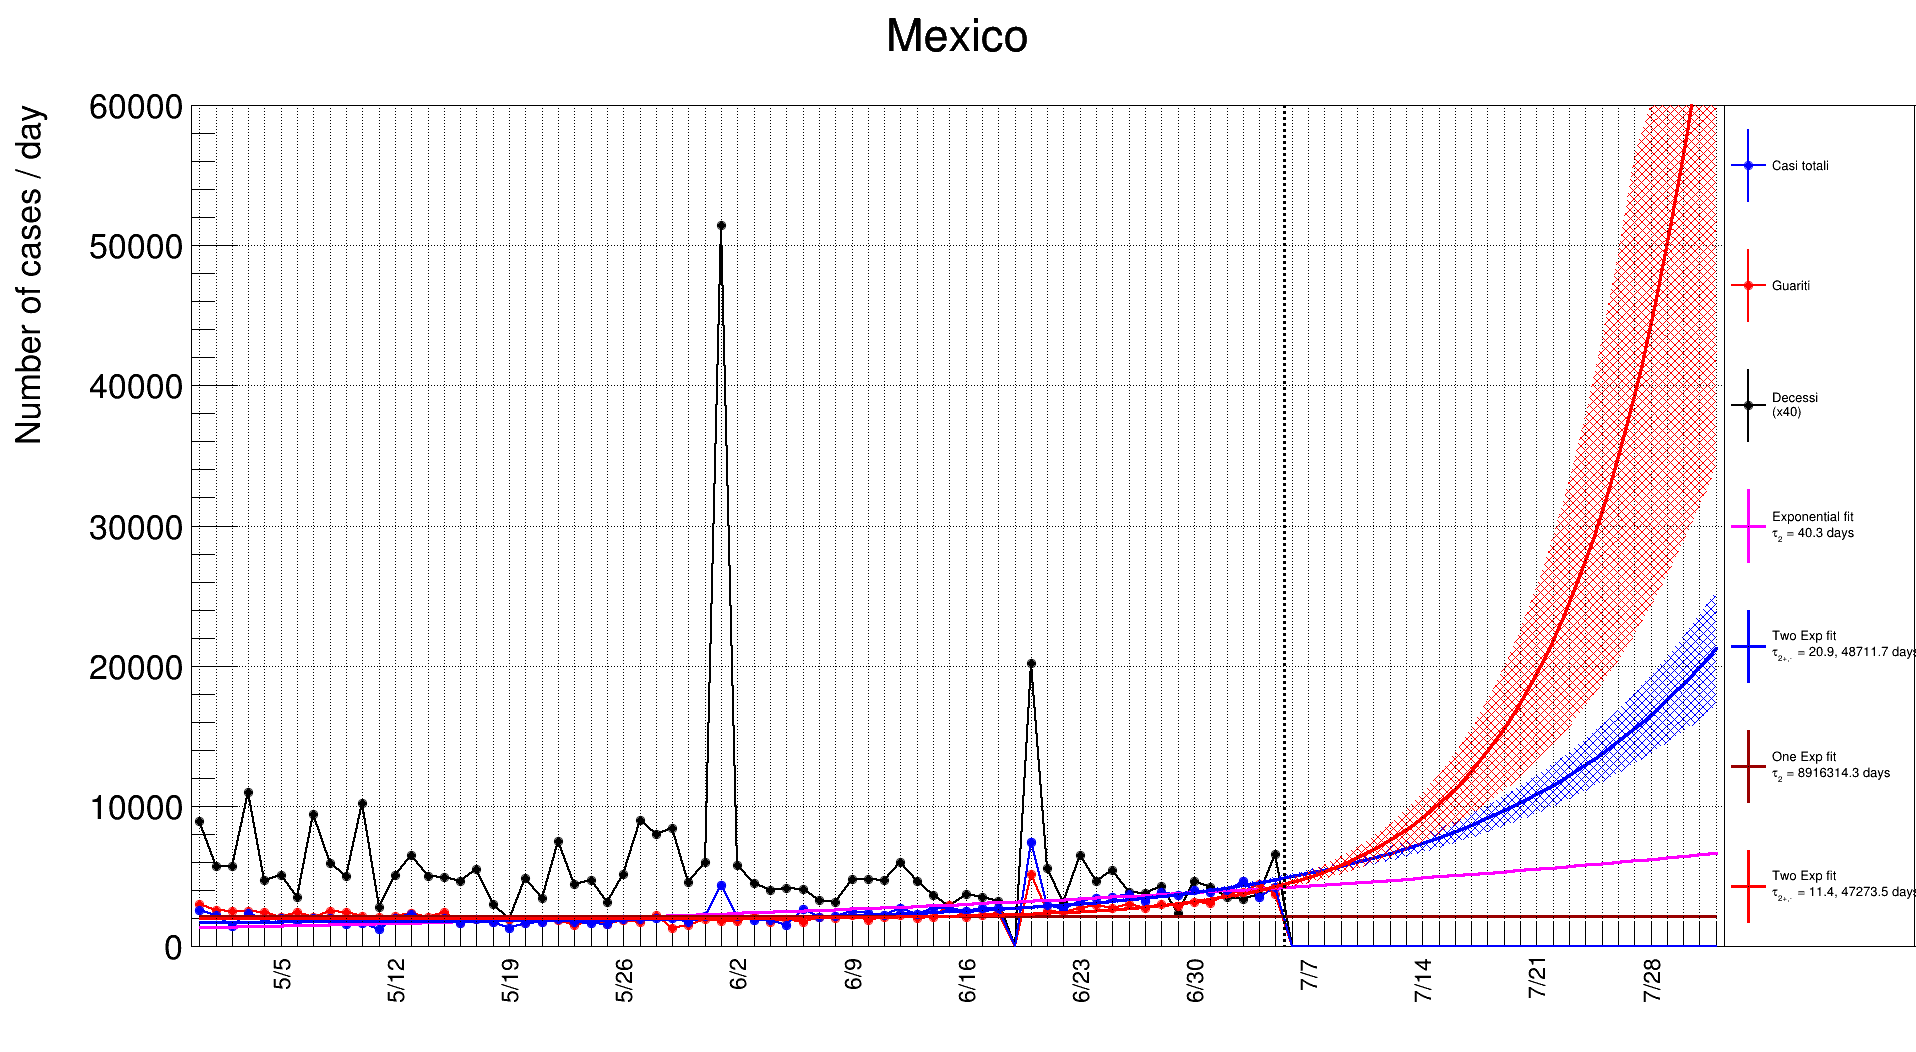 Mexico
Number of cases / day
60000
50000
40000
30000
20000
10000
0
5/5
5/12
5/19
5/26
6/2
6/9
6/16
6/23
6/30
7/7
7/14
7/21
7/28
Casi totali
Guariti
Decessi
(x40)
Exponential fit
τ2 = 40.3 days
Two Exp fit
τ2+,- = 20.9, 48711.7 days
One Exp fit
τ2 = 8916314.3 days
Two Exp fit
τ2+,- = 11.4, 47273.5 days